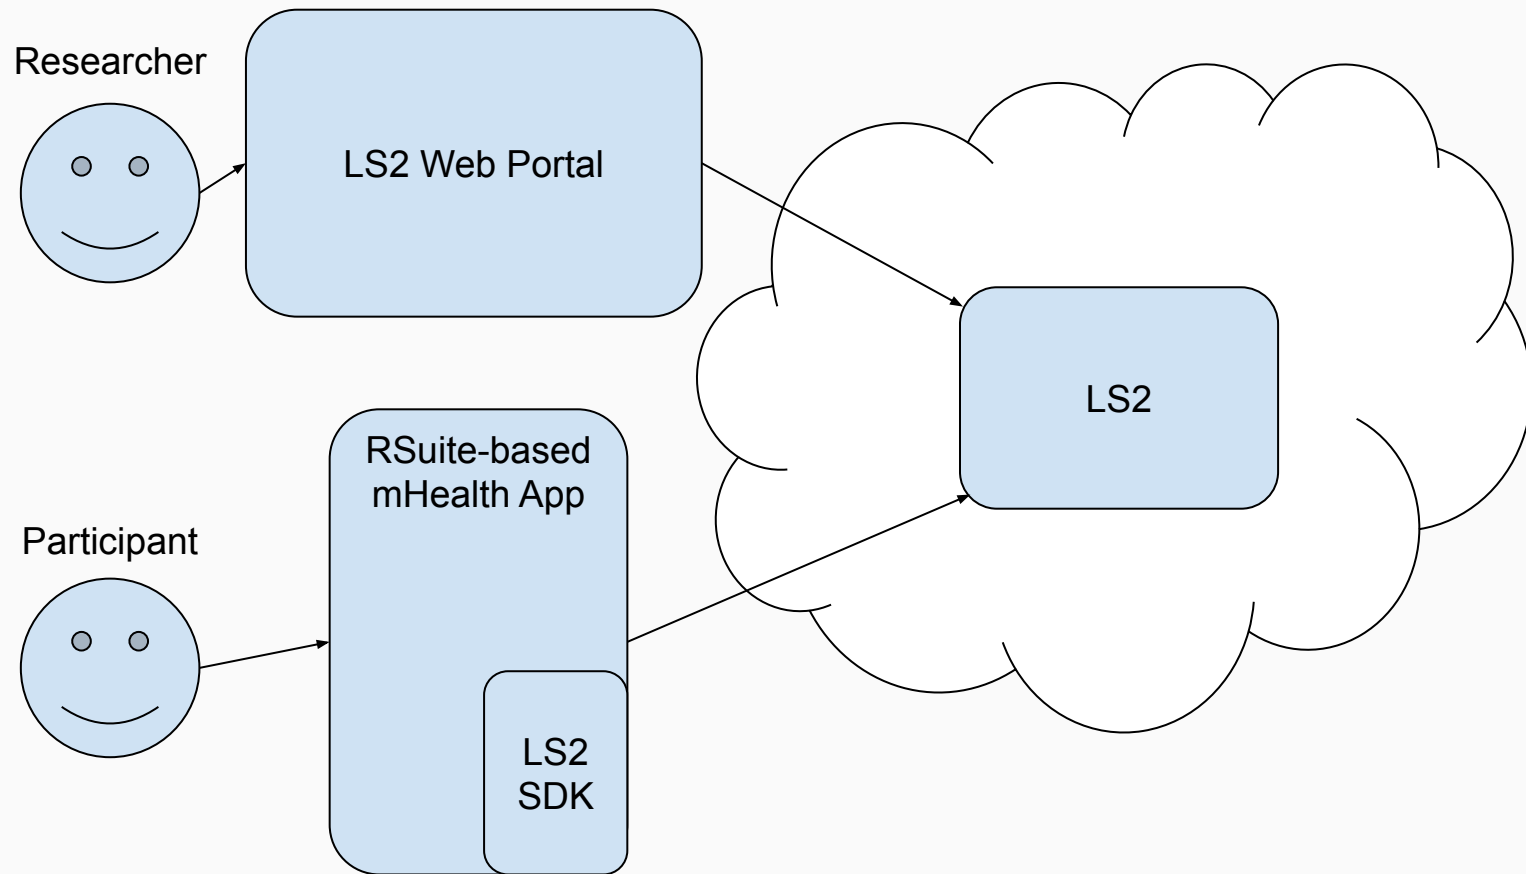 Researcher
LS2 Web Portal
LS2
RSuite-based
mHealth App
Participant
LS2
SDK